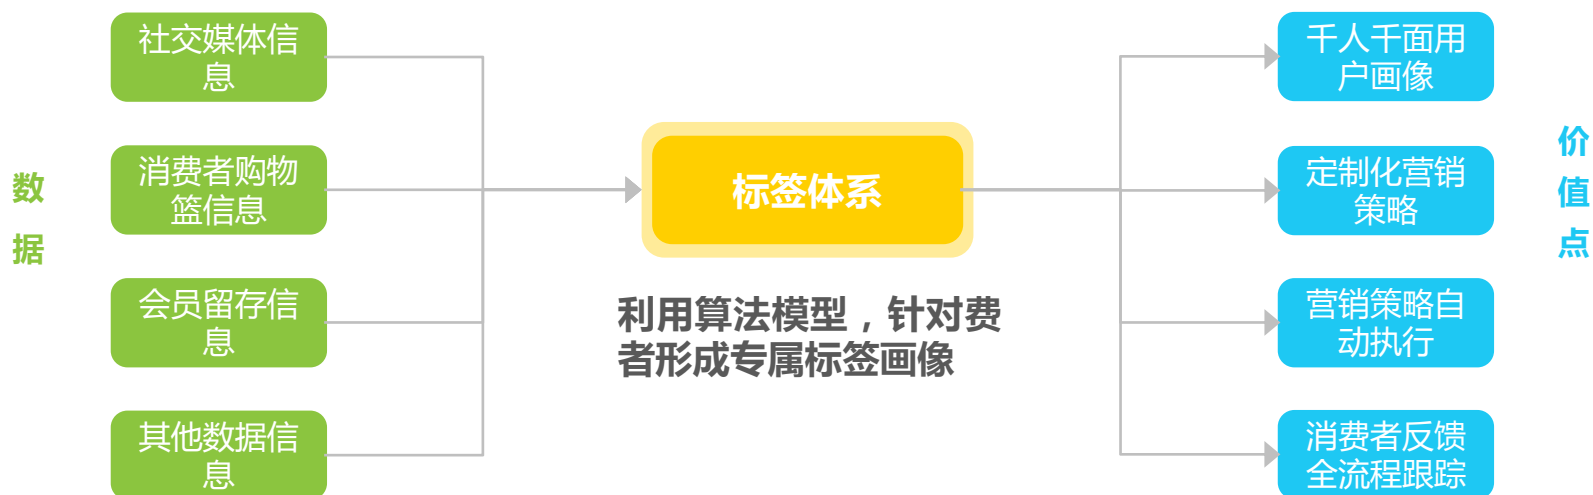 数
据
社交媒体信
息
消费者购物
篮信息
会员留存信
息
其他数据信
息
标签体系
利用算法模型，针对费
者形成专属标签画像
千人千面用
户画像
定制化营销
策略
营销策略自
动执行
消费者反馈
全流程跟踪
价
值
点